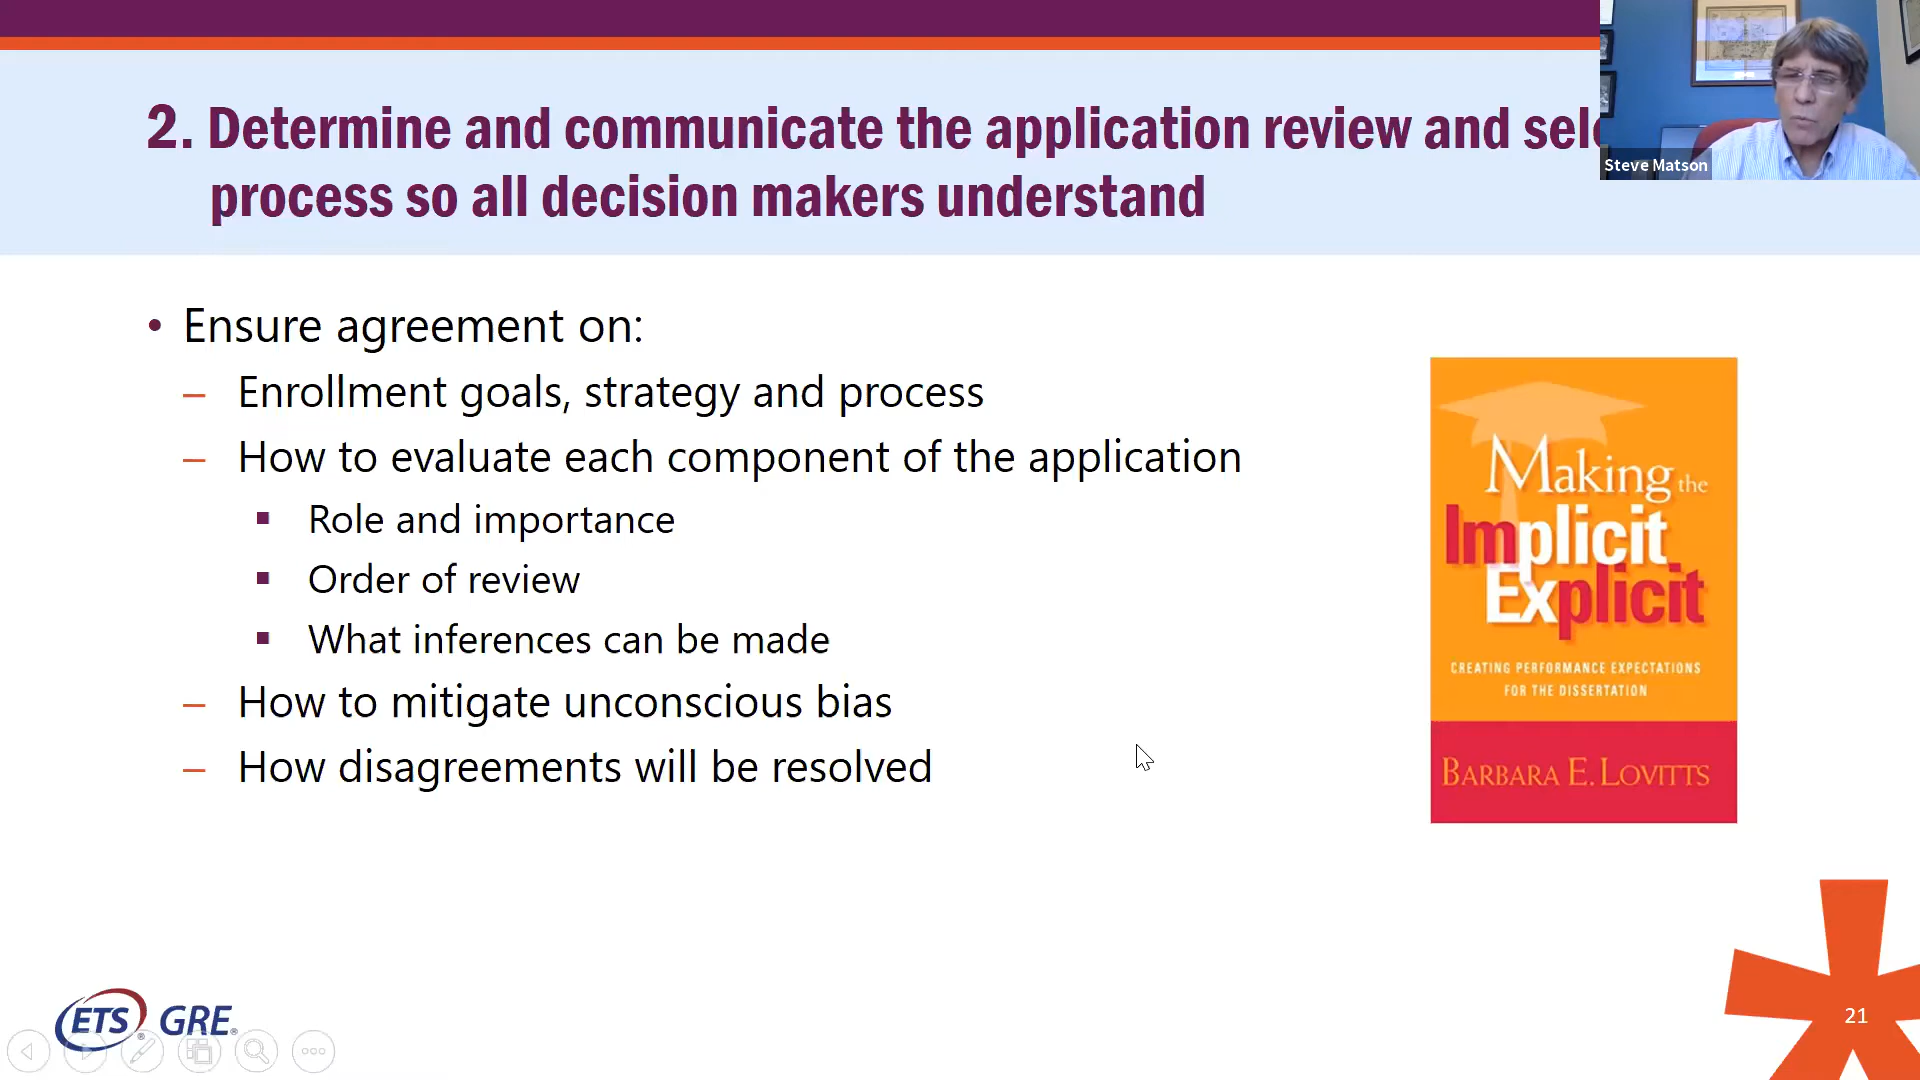 2. Determine and communicate the application review and
process so all decision makers understand
Steve Matson
• Ensure agreement on:
– Enrollment goals, strategy and process
– How to evaluate each component of the application
▪ Role and importance
▪ Order of review
▪ What inferences can be made
– How to mitigate unconscious bias
– How disagreements will be resolved
Making the
Implicit
Explicit
CREATING PERFORMANCE EXPECTATIONS
FOR THE DISSERTATION
BARBARA E. LOVITTS
ETS® GRE®
21